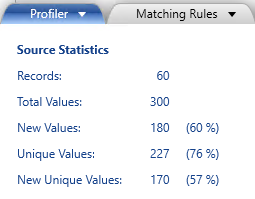 Profiler Matching Rules
Source Statistics
Records: 60
Total Values: 300
New Values: 180 (60 %)
Unique Values: 227 (76 %)
New Unique Values: 170 (57 %)